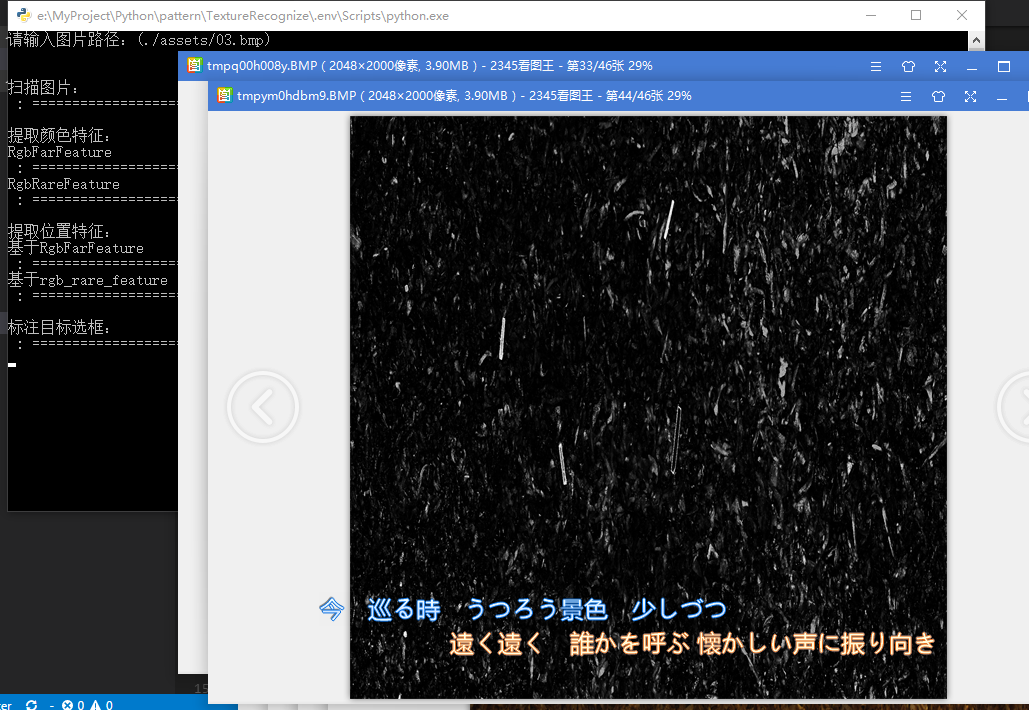 e:\MyProject\Python\pattern\TextureRecognize\.env\Scripts\python.exe
请输入图片路径: (./assets/03.bmp)
tmpq00h008y.BMP ( 2048×2000像素, 3.90MB ) - 2345看图王 - 第33/46张 29%
tmpym0hdbm9.BMP ( 2048×2000像素, 3.90MB ) - 2345看图王 - 第44/46张 29%
扫描图片:
: ==================
提取颜色特征:
RgbFarFeature
: ==================
RgbRareFeature
: ==================
提取位置特征:
基于RgbFarFeature
: ==================
基于rgb_rare_feature
: ==================
标注目标选框:
: ==================
今 巡る時 うつろう景色 少しづつ
遠く遠く 誰かを呼ぶ 懐かしい声に振り向き
15
0 0